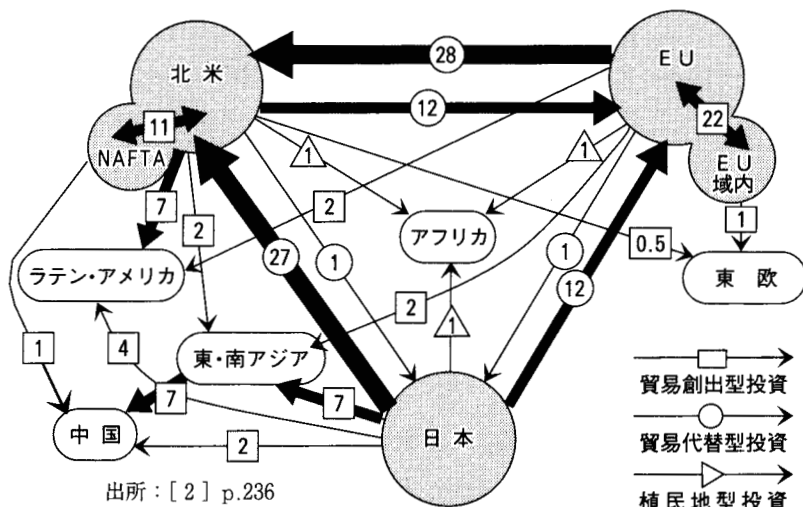 北米
EU
28
12
11
NAFTA
22
EU
域内
1
1
7
2
2
アフリカ
0.5
1
ラテン・アメリカ
東欧
27
1
1
12
2
1
4
東・南アジア
1
7
7
中国
2
日本
貿易創出型投資
貿易代替型投資
植民地型投資
出所：[2] p.236